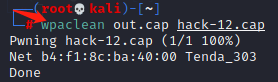 ┌──(root💀kali)-[~]
└─# wpaclean out.cap hack-12.cap
Pwning hack-12.cap (1/1 100%)
Net b4:f1:8c:ba:40:00 Tenda_303
Done